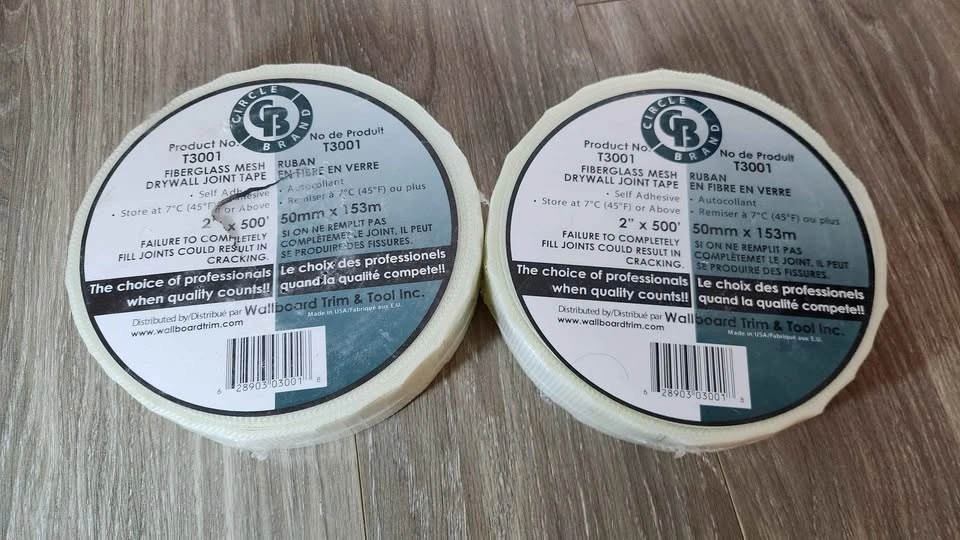 CIRCLE BRAND
CB
Product No.
T3001
FIBERGLASS MESH
DRYWALL JOINT TAPE
• Self Adhesive
• Store at 7°C (45°F) or Above
2" x 500'
FAILURE TO COMPLETELY
FILL JOINTS COULD RESULT IN
CRACKING.
No de Produit
T3001
RUBAN
EN FIBRE EN VERRE
• Autocollant
• Remiser à 7°C (45°F) ou plus
50mm x 153m
SI ON NE REMPLIT PAS
COMPLÈTEMET LE JOINT, IL PEUT
SE PRODUIRE DES FISSURES.
The choice of professionals
when quality counts!!
Le choix des professionels
quand la qualité compete!!
Distributed by/Distribué par Wallboard Trim & Tool Inc.
www.wallboardtrim.com
Made in USA/Fabriqué aux E.U.
6 28903 03001 8
CIRCLE BRAND
CB
Product No.
T3001
FIBERGLASS MESH
DRYWALL JOINT TAPE
• Self Adhesive
• Store at 7°C (45°F) or Above
2" x 500'
FAILURE TO COMPLETELY
FILL JOINTS COULD RESULT IN
CRACKING.
No de Produit
T3001
RUBAN
EN FIBRE EN VERRE
• Autocollant
• Remiser à 7°C (45°F) ou plus
50mm x 153m
SI ON NE REMPLIT PAS
COMPLÈTEMET LE JOINT, IL PEUT
SE PRODUIRE DES FISSURES.
The choice of professionals
when quality counts!!
Le choix des professionels
quand la qualité compete!!
Distributed by/Distribué par Wallboard Trim & Tool Inc.
www.wallboardtrim.com
Made in USA/Fabriqué aux E.U.
6 28903 03001 8